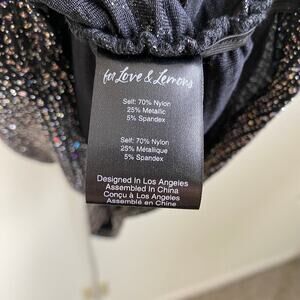 for Love & Lemons
Self: 70% Nylon
25% Metallic
5% Spandex
Self: 70% Nylon
25% Métallique
5% Spandex
Designed In Los Angeles
Assembled In China
Conçu à Los Angeles
Assemblé en Chine